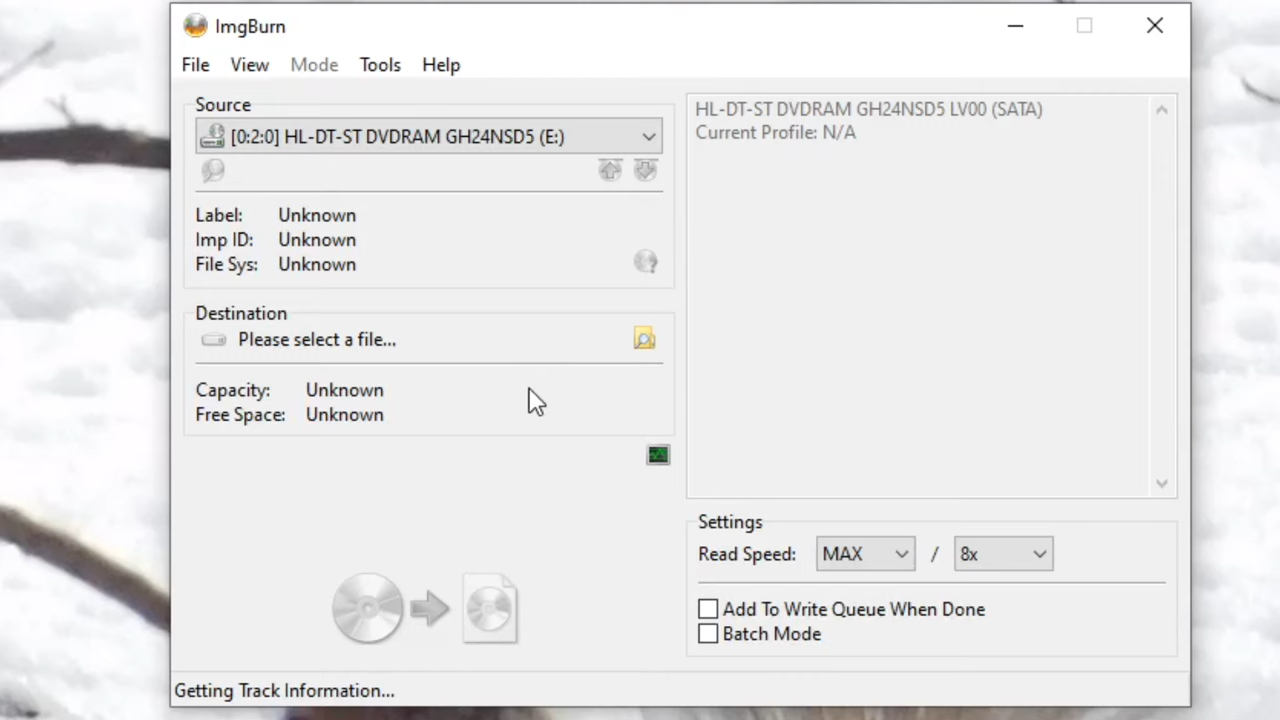 ImgBurn
File View Mode Tools Help
Source
[0:2:0] HL-DT-ST DVDRAM GH24NSD5 (E:)
Label: Unknown
Imp ID: Unknown
File Sys: Unknown
Destination
Please select a file...
Capacity: Unknown
Free Space: Unknown
HL-DT-ST DVDRAM GH24NSD5 LV00 (SATA)
Current Profile: N/A
Settings
Read Speed: MAX / 8x
Add To Write Queue When Done
Batch Mode
Getting Track Information...